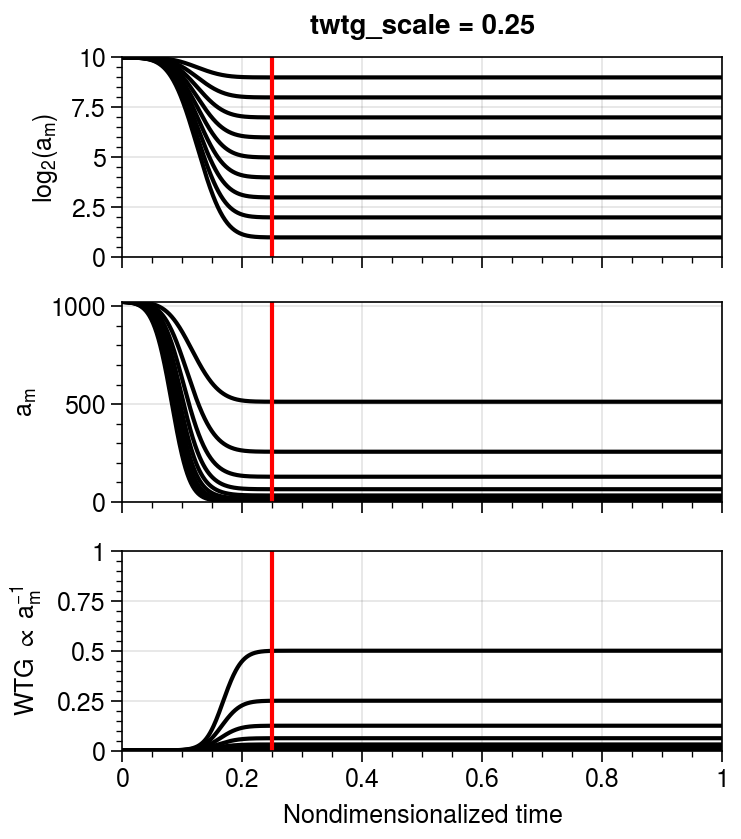 twtg_scale = 0.25
10
7.5
5
2.5
0
log₂(aₘ)
1000
500
0
aₘ
1
0.75
0.5
0.25
0
WTG ∝ aₘ⁻¹
0 0.2 0.4 0.6 0.8 1
Nondimensionalized time